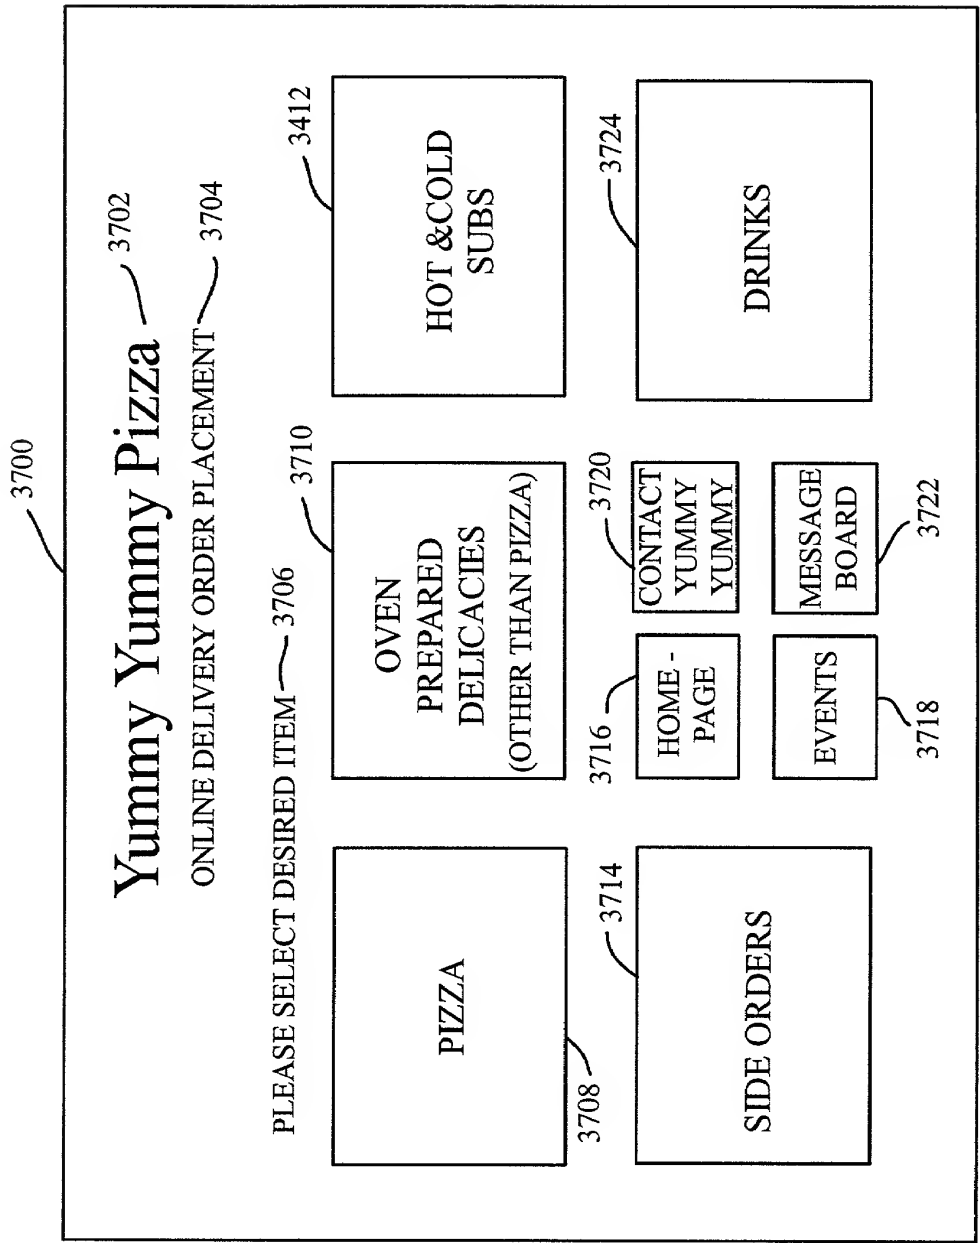 3700
Yummy Yummy Pizza 3702
ONLINE DELIVERY ORDER PLACEMENT 3704
PLEASE SELECT DESIRED ITEM 3706
3710
3412
PIZZA
OVEN
PREPARED
DELICACIES
(OTHER THAN PIZZA)
HOT &COLD
SUBS
3708
3714
3716
3720
3724
SIDE ORDERS
HOME -
PAGE
CONTACT
YUMMY
YUMMY
EVENTS
MESSAGE
BOARD
DRINKS
3718
3722